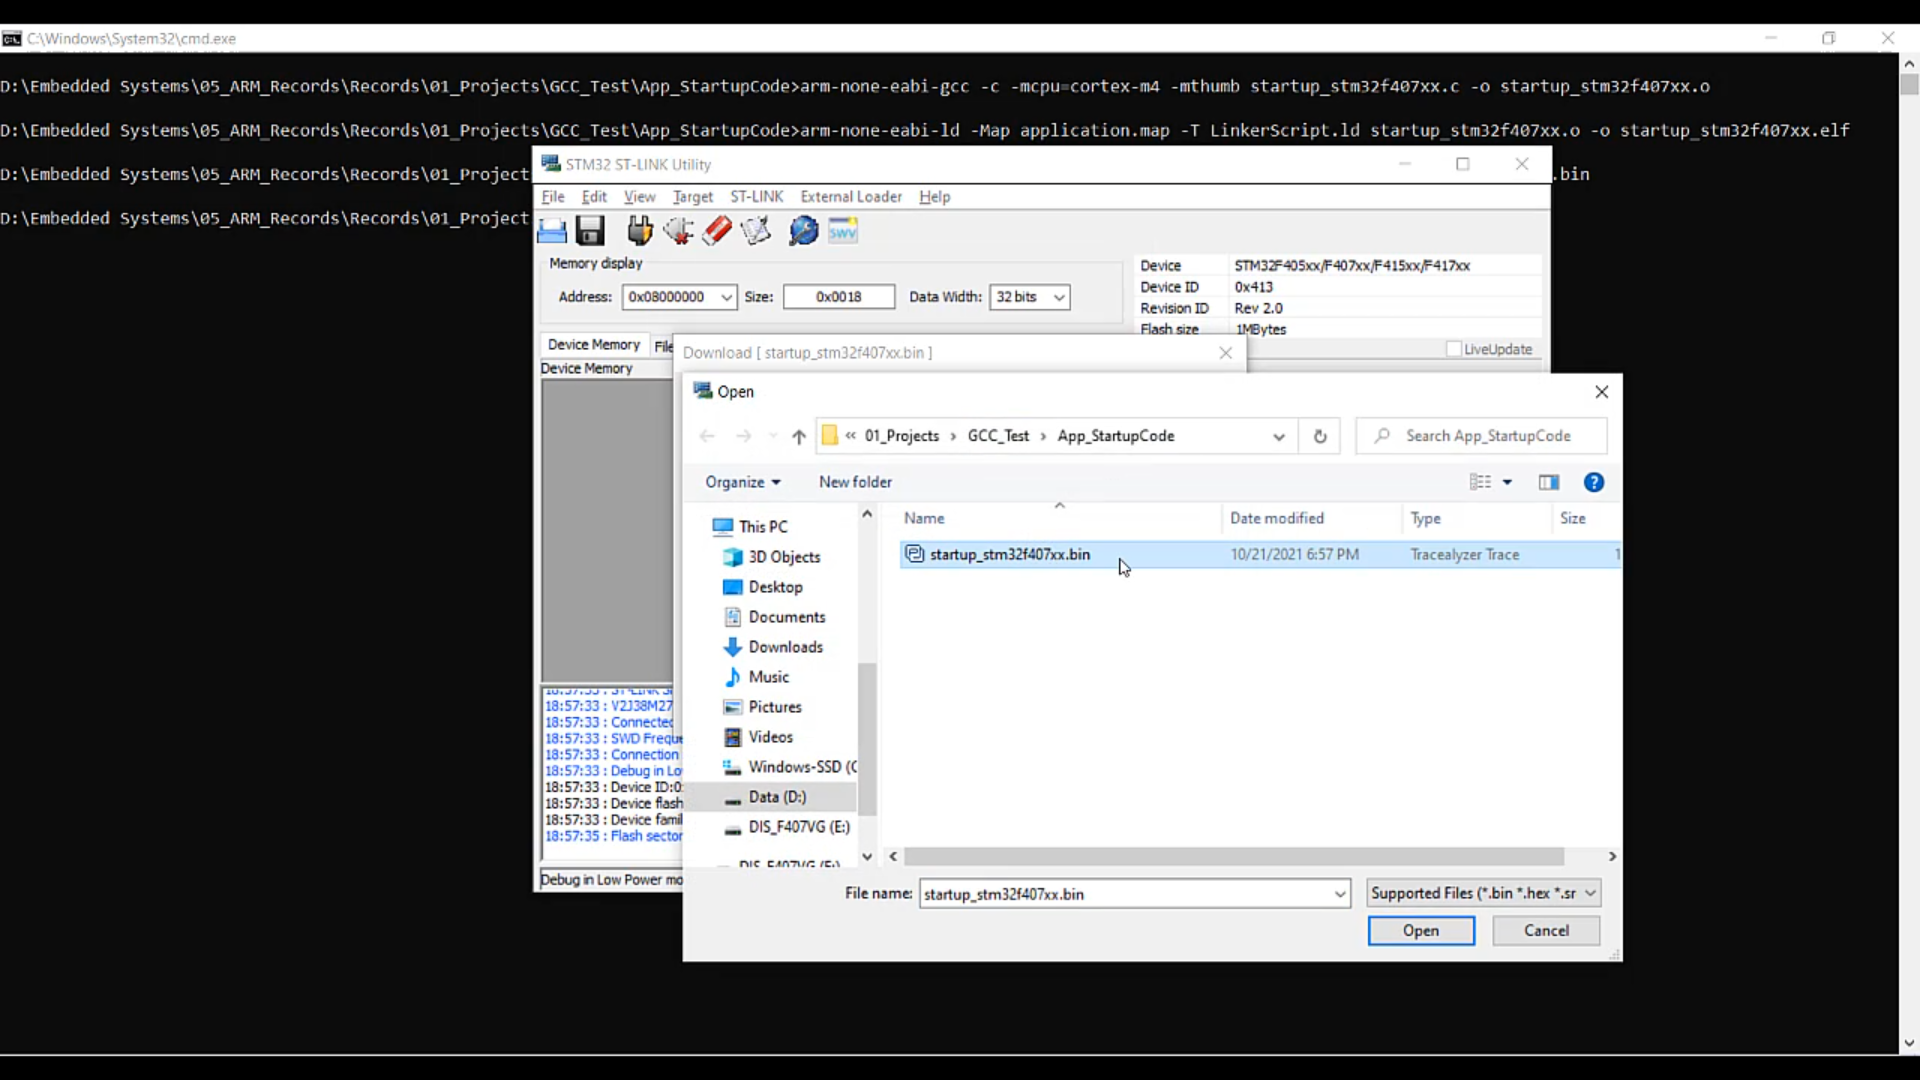 C:\Windows\System32\cmd.exe
D:\Embedded Systems\05_ARM_Records\Records\01_Projects\GCC_Test\App_StartupCode>arm-none-eabi-gcc -c -mcpu=cortex-m4 -mthumb startup_stm32f407xx.c -o startup_stm32f407xx.o
D:\Embedded Systems\05_ARM_Records\Records\01_Projects\GCC_Test\App_StartupCode>arm-none-eabi-ld -Map application.map -T LinkerScript.ld startup_stm32f407xx.o -o startup_stm32f407xx.elf
D:\Embedded Systems\05_ARM_Records\Records\01_Project .bin
D:\Embedded Systems\05_ARM_Records\Records\01_Project
STM32 ST-LINK Utility
File Edit View Target ST-LINK External Loader Help
SWV
Memory display
Address: 0x08000000 Size: 0x0018 Data Width: 32 bits
Device STM32F405xx/F407xx/F415xx/F417xx
Device ID 0x413
Revision ID Rev 2.0
Flash size 1MBytes
LiveUpdate
Device Memory File
Device Memory
Download [ startup_stm32f407xx.bin ]
Open
« 01_Projects > GCC_Test > App_StartupCode
Search App_StartupCode
Organize New folder
Name Date modified Type Size
startup_stm32f407xx.bin 10/21/2021 6:57 PM Tracealyzer Trace 1
This PC
3D Objects
Desktop
Documents
Downloads
Music
Pictures
Videos
Windows-SSD (C
Data (D:)
DIS_F407VG (E:)
DIS_F407VG (E:)
18:57:33 : ST-LINK S
18:57:33 : V2J38M27
18:57:33 : Connected
18:57:33 : SWD Freque
18:57:33 : Connection
18:57:33 : Debug in Lo
18:57:33 : Device ID:0
18:57:33 : Device flash
18:57:33 : Device famil
18:57:35 : Flash sector
Debug in Low Power mo
File name: startup_stm32f407xx.bin
Supported Files (*.bin *.hex *.sr
Open Cancel